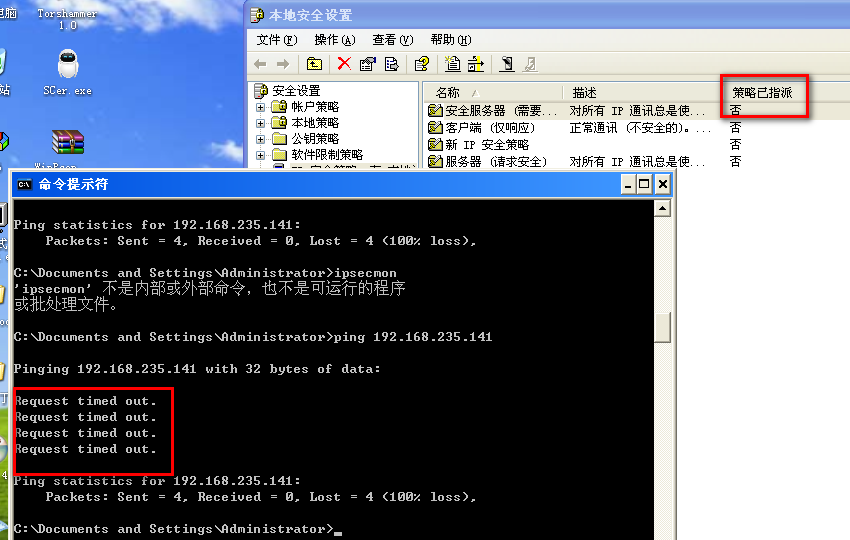 电脑
Torshammer
1.0
站
SCer.exe
本地安全设置
文件(F) 操作(A) 查看(V) 帮助(H)
安全设置
帐户策略
本地策略
公钥策略
软件限制策略
名称 描述 策略已指派
安全服务器 (需要... 对所有 IP 通讯总是使... 否
客户端 (仅响应) 正常通讯 (不安全的)。... 否
新 IP 安全策略 否
服务器 (请求安全) 对所有 IP 通讯总是使... 否
C:\ 命令提示符
Ping statistics for 192.168.235.141:
Packets: Sent = 4, Received = 0, Lost = 4 (100% loss),
C:\Documents and Settings\Administrator>ipsecmon
'ipsecmon' 不是内部或外部命令，也不是可运行的程序
或批处理文件。
C:\Documents and Settings\Administrator>ping 192.168.235.141
Pinging 192.168.235.141 with 32 bytes of data:
Request timed out.
Request timed out.
Request timed out.
Request timed out.
Ping statistics for 192.168.235.141:
Packets: Sent = 4, Received = 0, Lost = 4 (100% loss),
C:\Documents and Settings\Administrator>_